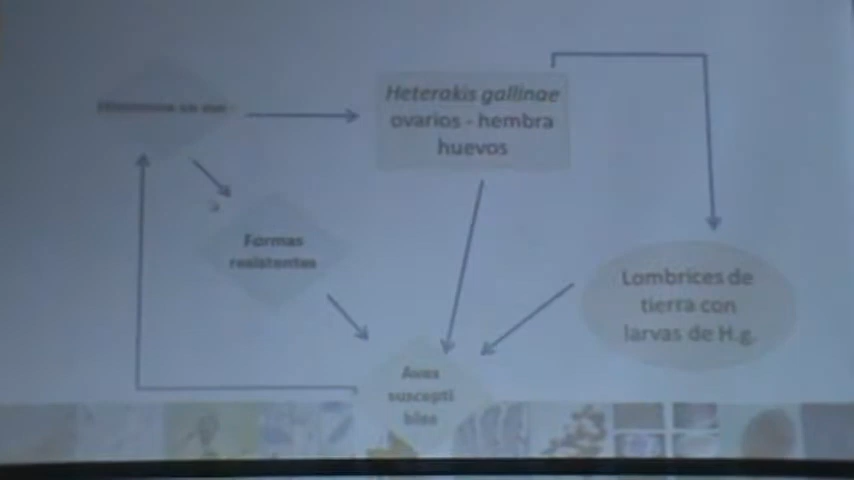 Heterakis gallinae
ovarios - hembra
huevos
Formas
resistentes
Lombrices de
tierra con
larvas de H.g.
Aves
suscepti
bles